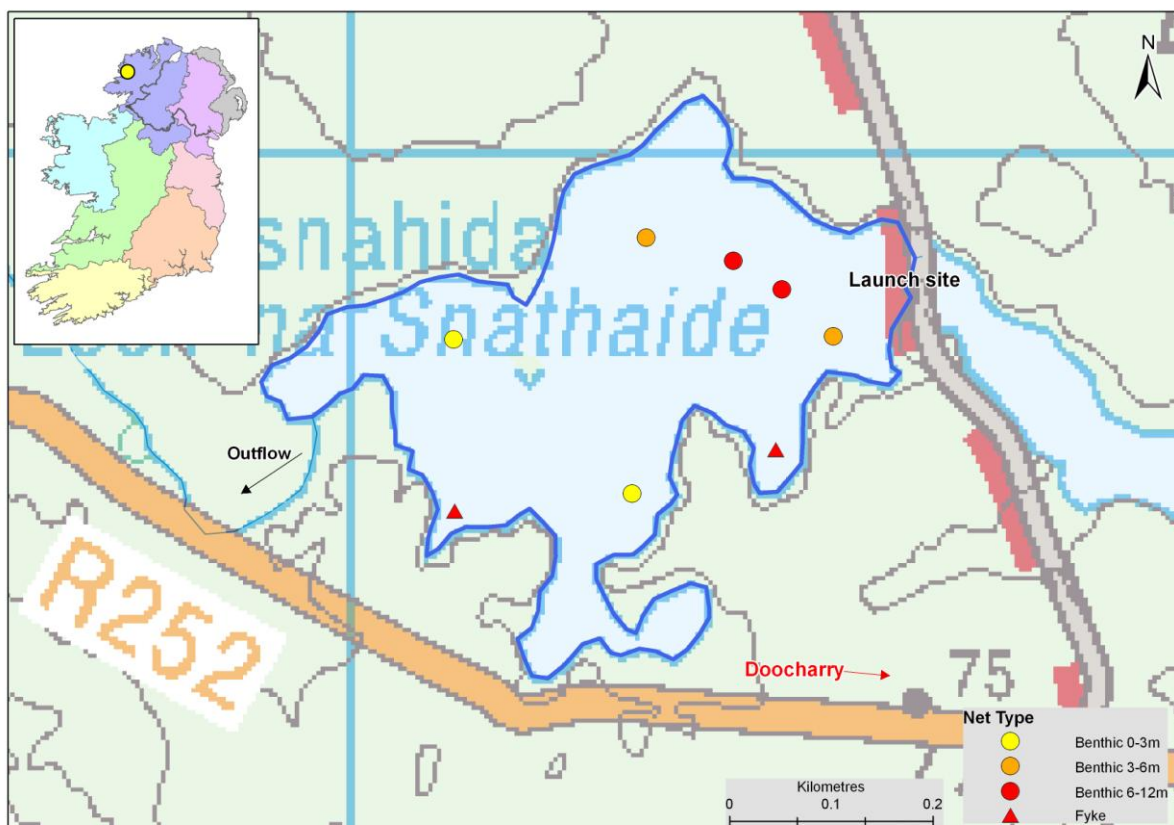 N
snahida
na Snathaide
Launch site
Outflow
R252
Doocharry
75
Net Type
Benthic 0-3m
Benthic 3-6m
Benthic 6-12m
Fyke
Kilometres
0 0.1 0.2